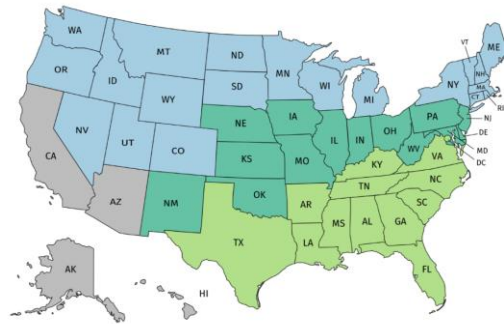 WA
MT
ND
MN
VT
ME
OR
ID
SD
WI
MI
NY
NH
MA
CT
RI
WY
NE
IA
PA
NJ
CA
NV
UT
CO
KS
MO
IL
IN
OH
WV
VA
DE
MD
DC
KY
AZ
NM
OK
AR
TN
NC
SC
TX
LA
MS
AL
GA
FL
AK
HI